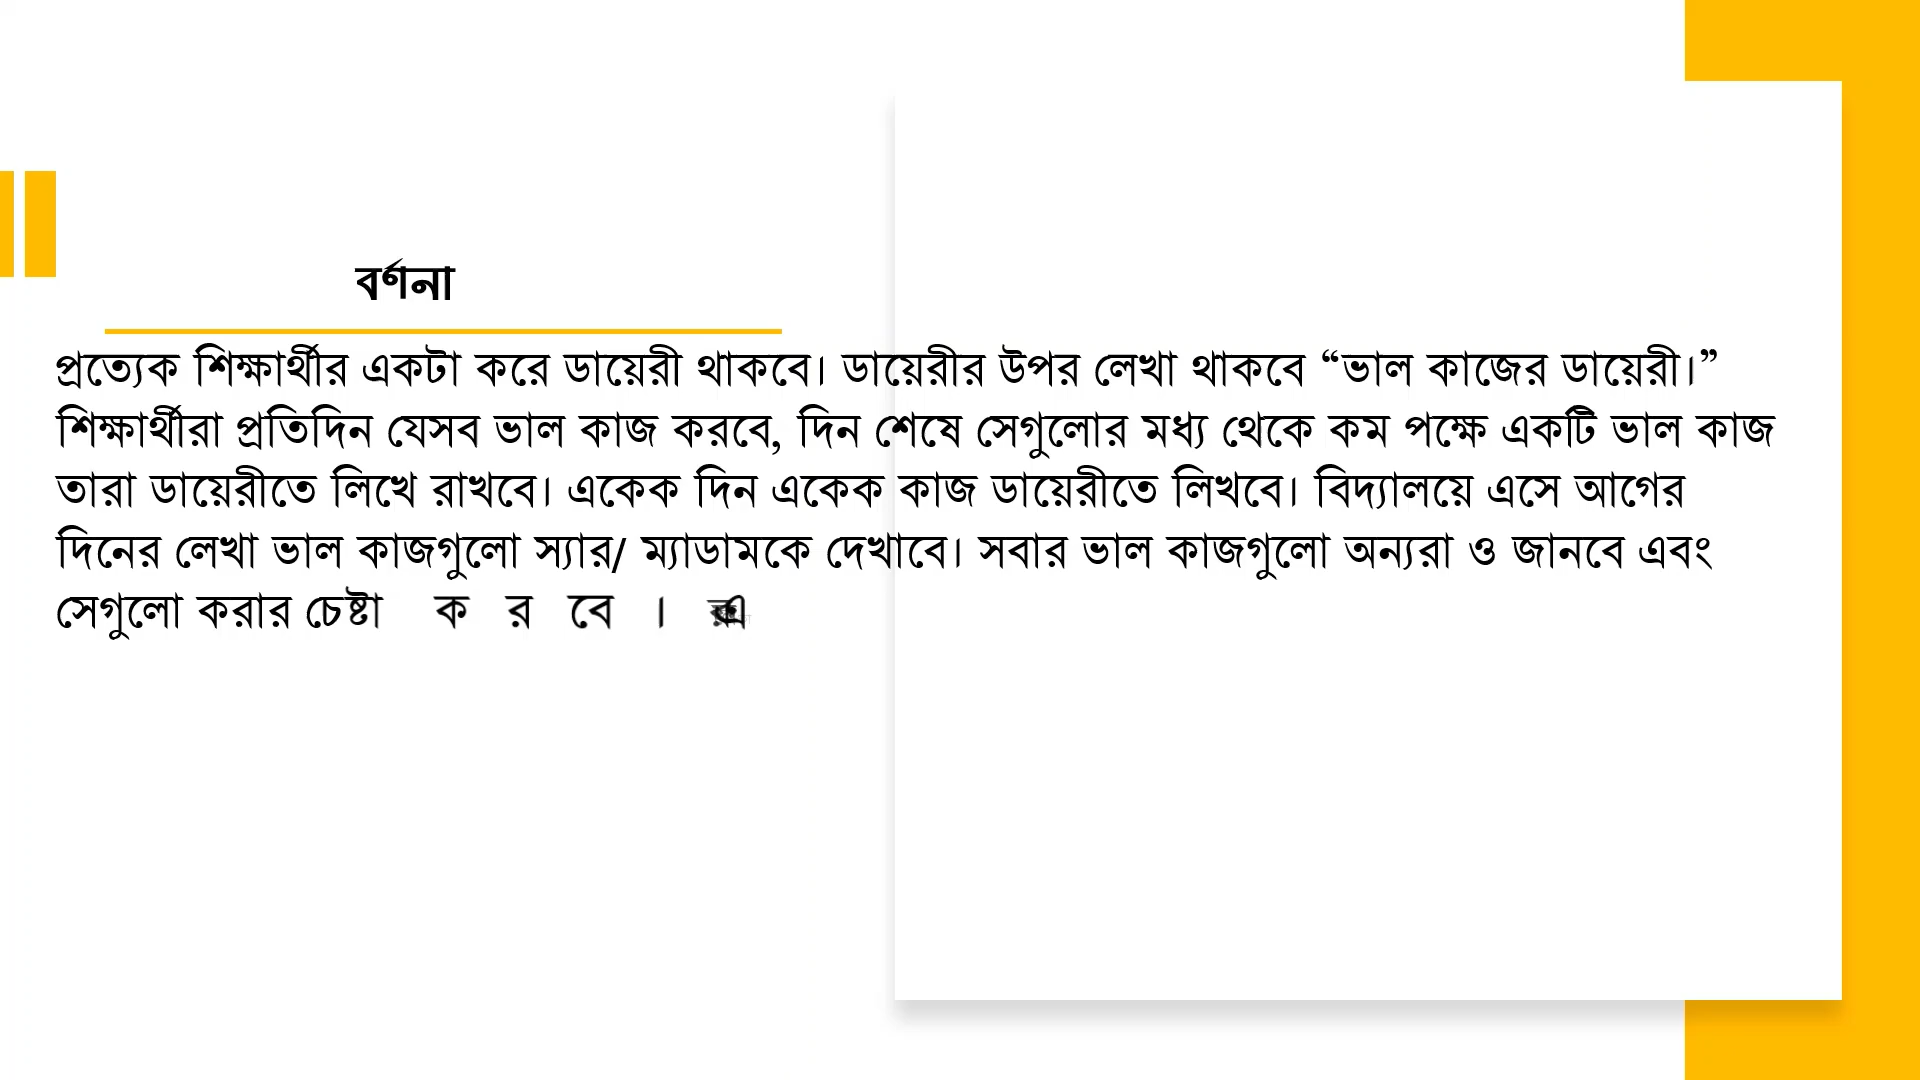 বর্ণনা
প্রত্যেক শিক্ষার্থীর একটা করে ডায়েরী থাকবে। ডায়েরীর উপর লেখা থাকবে “ভাল কাজের ডায়েরী।”
শিক্ষার্থীরা প্রতিদিন যেসব ভাল কাজ করবে, দিন শেষে সেগুলোর মধ্য থেকে কম পক্ষে একটি ভাল কাজ
তারা ডায়েরীতে লিখে রাখবে। একেক দিন একেক কাজ ডায়েরীতে লিখবে। বিদ্যালয়ে এসে আগের
দিনের লেখা ভাল কাজগুলো স্যার/ ম্যাডামকে দেখাবে। সবার ভাল কাজগুলো অন্যরা ও জানবে এবং
সেগুলো করার চেষ্টা করবে।